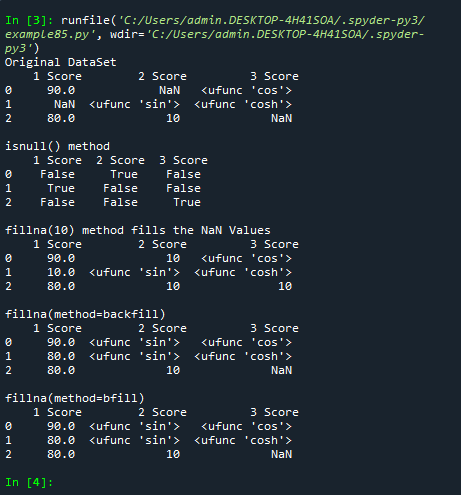 In [3]: runfile('C:/Users/admin.DESKTOP-4H41SOA/.spyder-py3/
example85.py', wdir='C:/Users/admin.DESKTOP-4H41SOA/.spyder-
py3')
Original DataSet
   1 Score         2 Score         3 Score
0     90.0             NaN    <ufunc 'cos'>
1      NaN   <ufunc 'sin'>   <ufunc 'cosh'>
2     80.0              10              NaN
isnull() method
   1 Score  2 Score  3 Score
0    False     True    False
1     True    False    False
2    False    False     True
fillna(10) method fills the NaN Values
   1 Score         2 Score         3 Score
0     90.0              10    <ufunc 'cos'>
1     10.0   <ufunc 'sin'>   <ufunc 'cosh'>
2     80.0              10               10
fillna(method=backfill)
   1 Score         2 Score         3 Score
0     90.0   <ufunc 'sin'>    <ufunc 'cos'>
1     80.0   <ufunc 'sin'>   <ufunc 'cosh'>
2     80.0              10              NaN
fillna(method=bfill)
   1 Score         2 Score         3 Score
0     90.0   <ufunc 'sin'>    <ufunc 'cos'>
1     80.0   <ufunc 'sin'>   <ufunc 'cosh'>
2     80.0              10              NaN
In [4]: